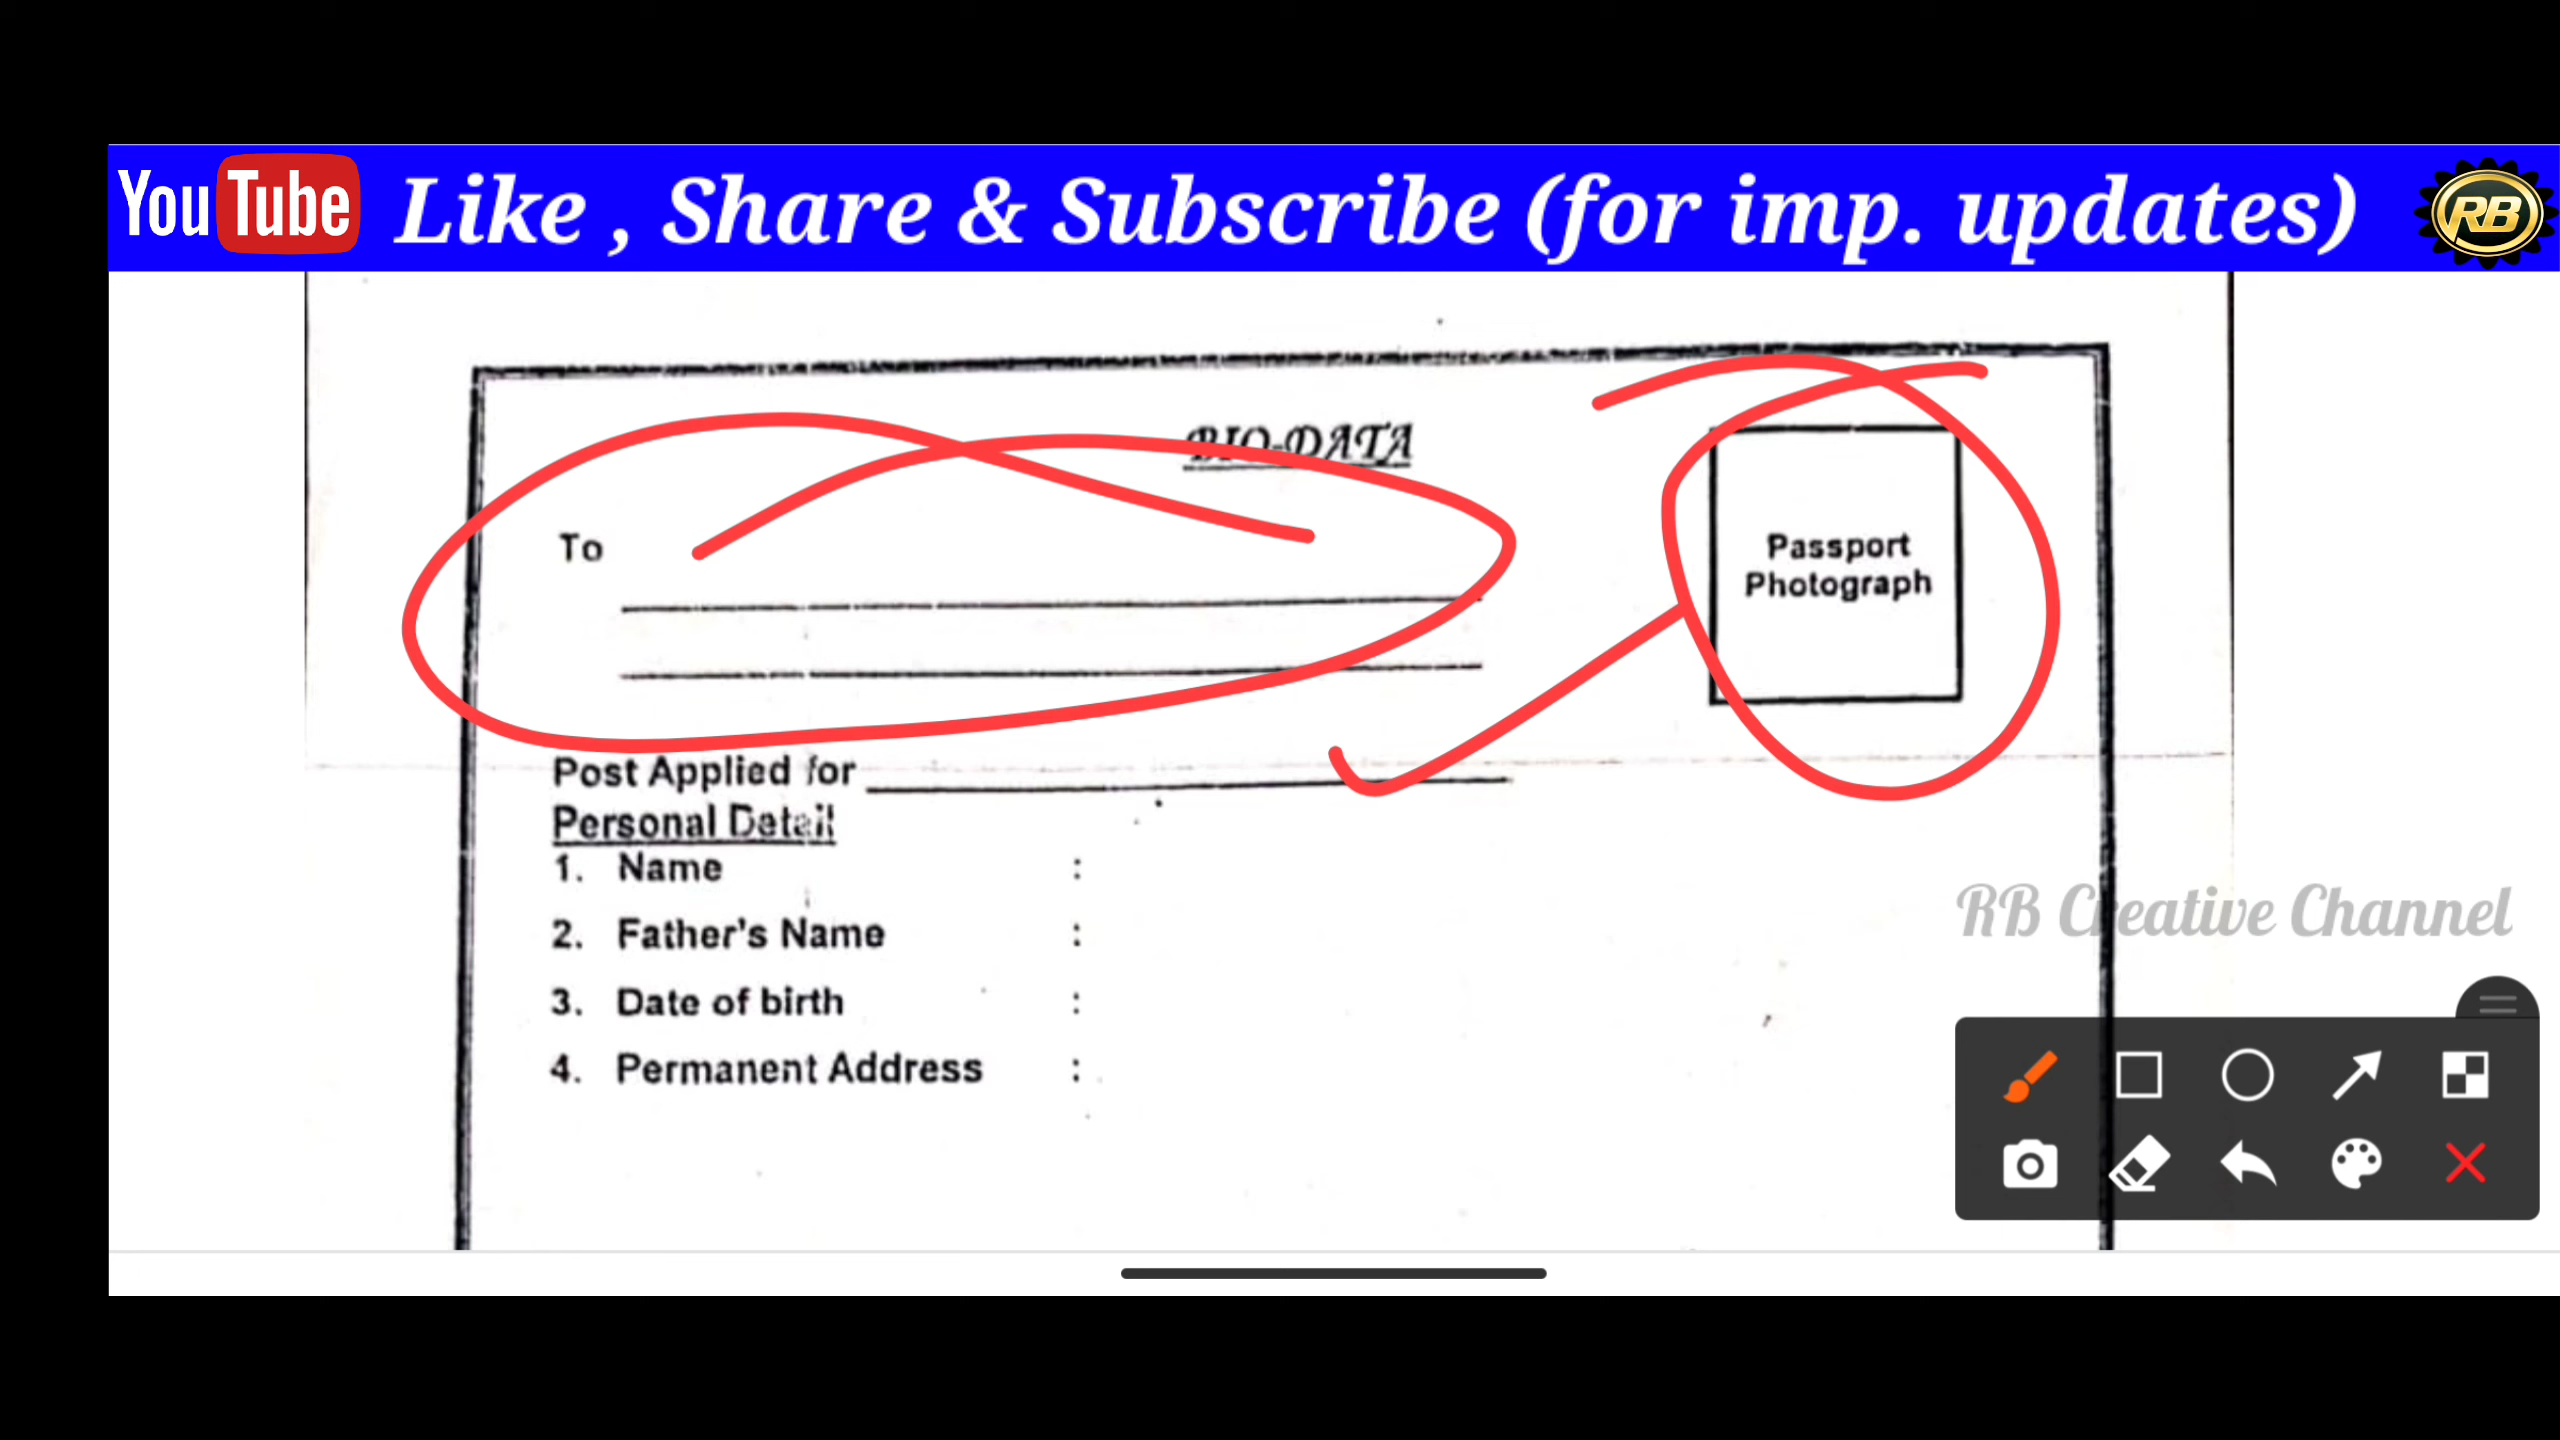 YouTube Like , Share & Subscribe (for imp. updates) RB
BIO-DATA
To
Passport
Photograph
Post Applied for
Personal Detail
1. Name :
2. Father's Name :
3. Date of birth :
4. Permanent Address :
RB Creative Channel